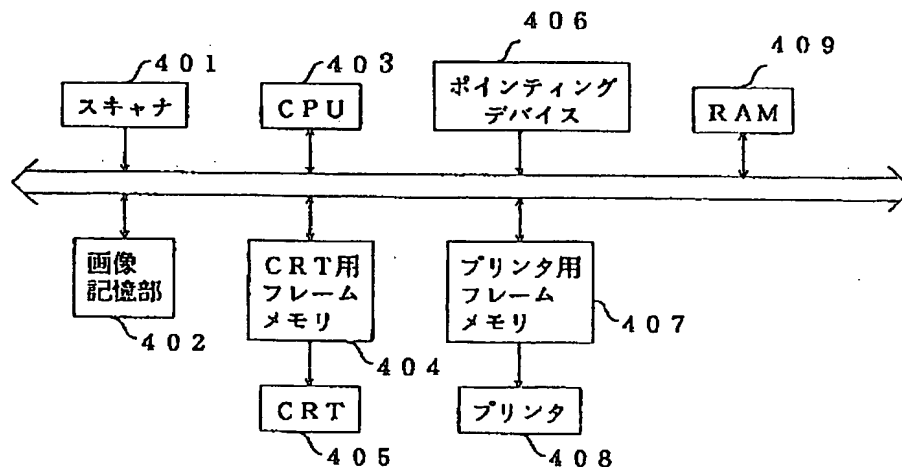 401
403
406
409
スキャナ
CPU
ポインティング
デバイス
RAM
画像
記憶部
402
CRT用
フレーム
メモリ
404
プリンタ用
フレーム
メモリ
407
CRT
405
プリンタ
408